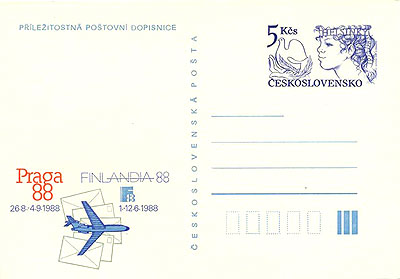 PŘÍLEŽITOSTNÁ POŠTOVNÍ DOPISNICE
5 Kčs
HELSINKI
ČESKOSLOVENSKO
ČESKOSLOVENSKÁ POŠTA
Praga
88
26.8.-4.9.1988
FINLANDIA 88
F
88
1.-12.6.1988